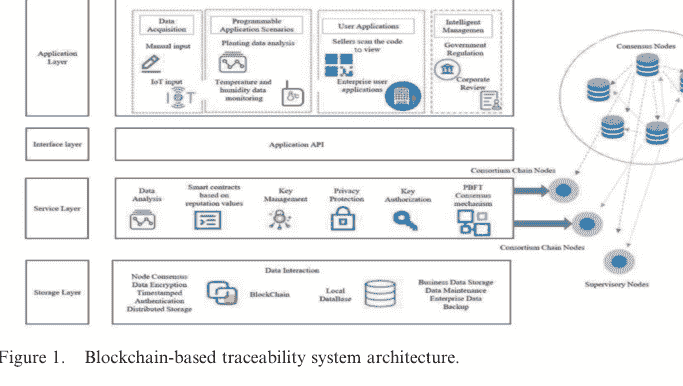 Application
Layer
Data
Acquisition
Manual input
IoT input
Programmable
Application Scenarios
Planting data analysis
Temperature and
humidity data
monitoring
User Applications
Sellers scan the code
to view
Enterprise user
applications
Intelligent
Managemen
Government
Regulation
Corporate
Review
Consensus Nodes
Interface layer
Application API
Service Layer
Data
Analysis
Smart contracts
based on
reputation values
Key
Management
Privacy
Protection
Key
Authorization
PBFT
Consensus
mechanism
Consortium Chain Nodes
Consortium Chain Nodes
Supervisory Nodes
Storage Layer
Data Interaction
Node Consensus
Data Encryption
Timestamped
Authentication
Distributed Storage
BlockChain
Local
DataBase
Business Data Storage
Data Maintenance
Enterprise Data
Backup
Figure 1. Blockchain-based traceability system architecture.